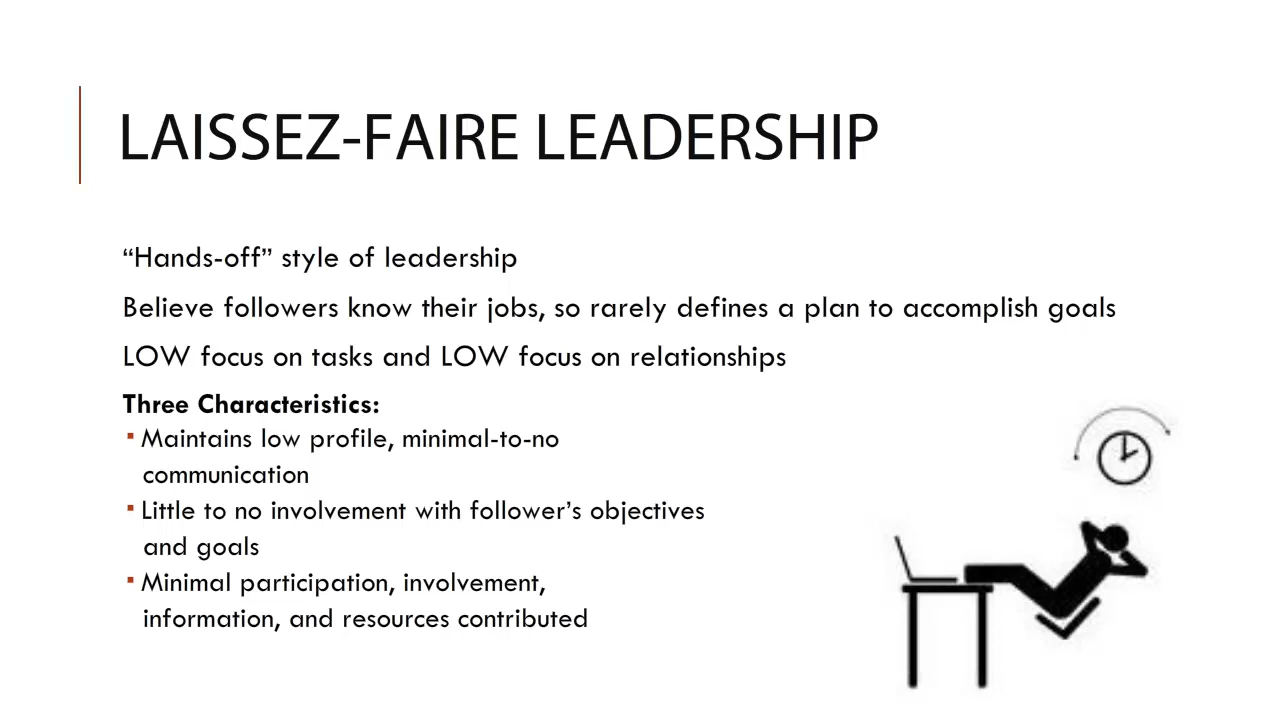 LAISSEZ-FAIRE LEADERSHIP
“Hands-off” style of leadership
Believe followers know their jobs, so rarely defines a plan to accomplish goals
LOW focus on tasks and LOW focus on relationships
Three Characteristics:
▪ Maintains low profile, minimal-to-no
communication
▪ Little to no involvement with follower’s objectives
and goals
▪ Minimal participation, involvement,
information, and resources contributed